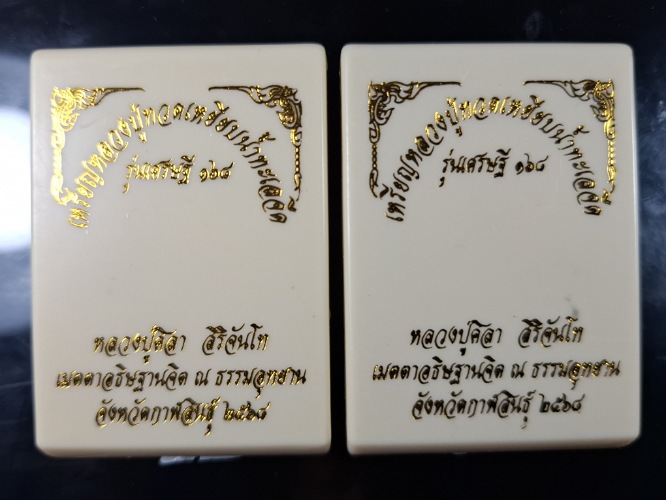 เหรียญหลวงปู่ทวดเหยียบน้ำทะเลจืด
รุ่นเศรษฐี ๑๖๘
หลวงปู่ศิลา สิริจันโท
เมตตาอธิษฐานจิต ณ ธรรมอุทยาน
จังหวัดกาฬสินธุ์ ๒๕๖๘
เหรียญหลวงปู่ทวดเหยียบน้ำทะเลจืด
รุ่นเศรษฐี ๑๖๘
หลวงปู่ศิลา สิริจันโท
เมตตาอธิษฐานจิต ณ ธรรมอุทยาน
จังหวัดกาฬสินธุ์ ๒๕๖๘